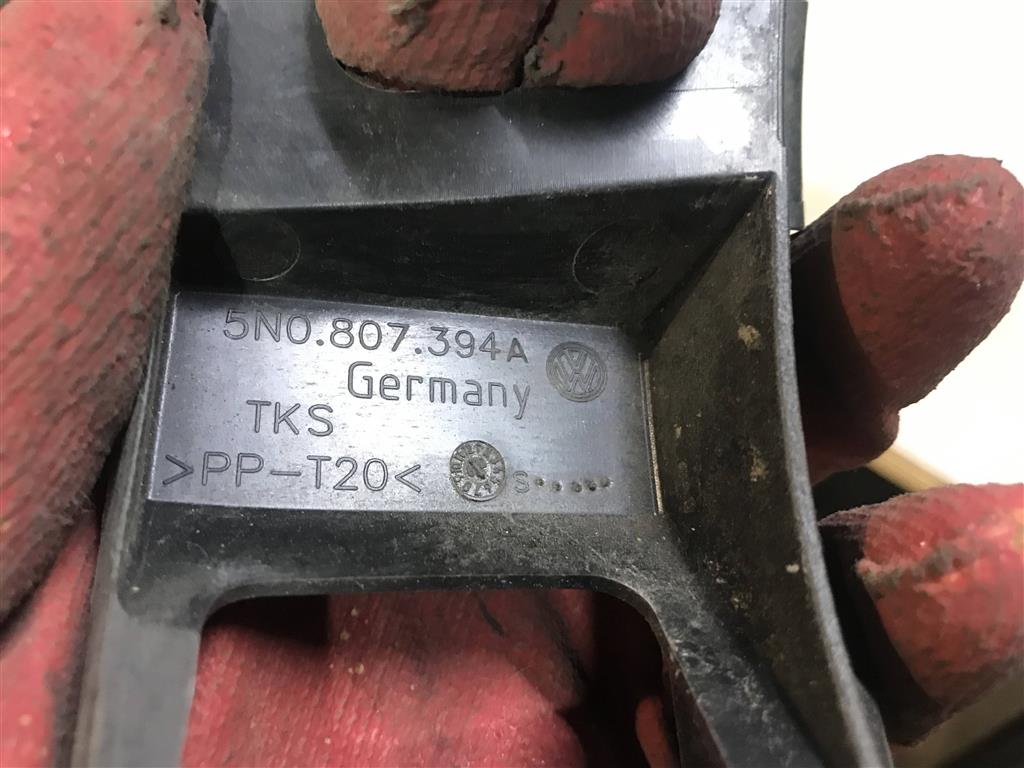 5N0.807.394A
Germany
TKS
>PP-T20<
S